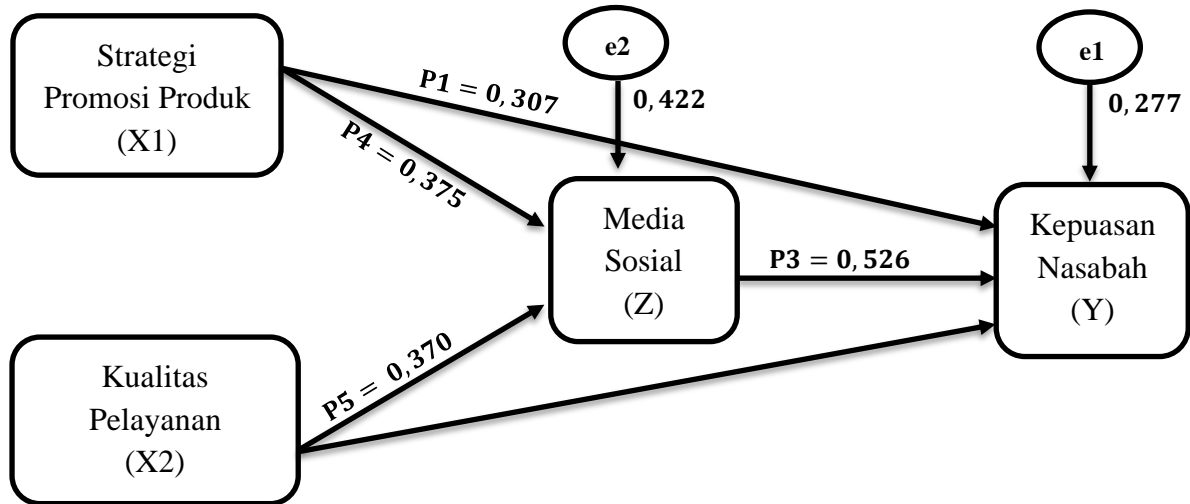 Strategi
Promosi Produk
(X1)
e2
0,422
e1
0,277
P1 = 0,307
P4 = 0,375
Media
Sosial
(Z)
P3 = 0,526
Kepuasan
Nasabah
(Y)
P5 = 0,370
Kualitas
Pelayanan
(X2)